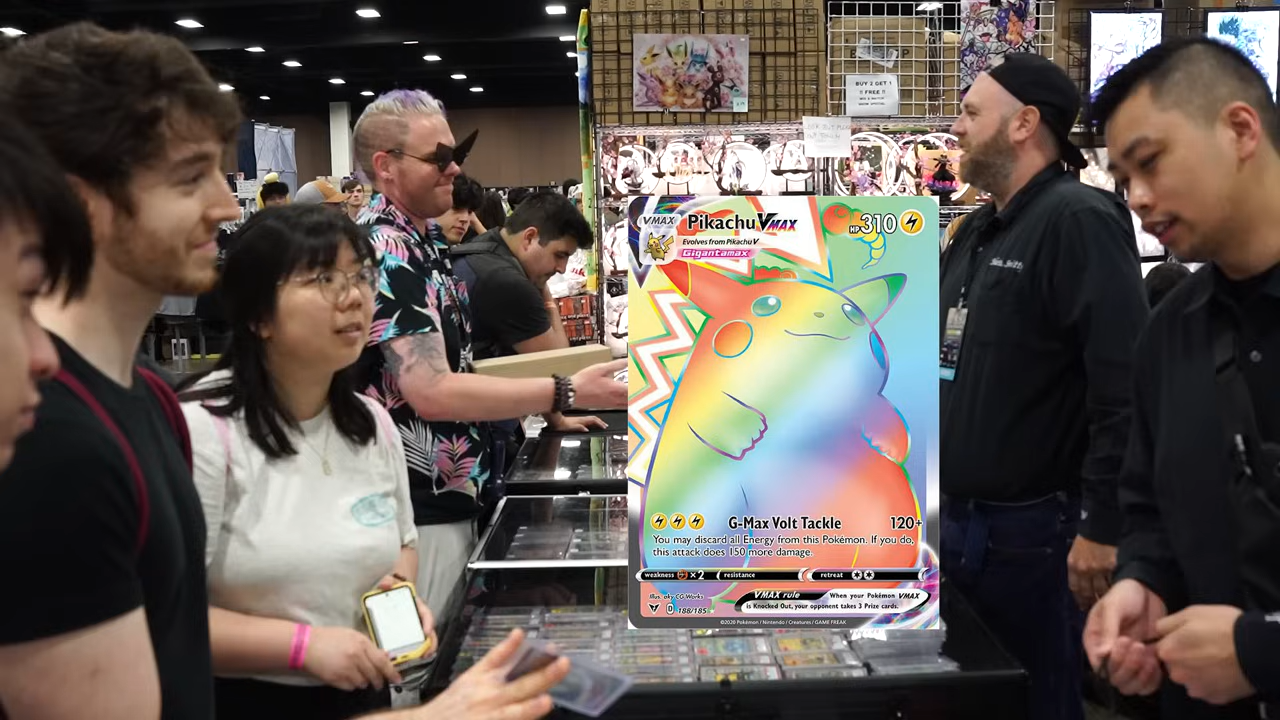 BUY 2 GET 1
!! FREE !!
VMAX
Pikachu VMAX
HP 310
Evolves from Pikachu V
Gigantamax
G-Max Volt Tackle 120+
You may discard all Energy from this Pokémon. If you do,
this attack does 150 more damage.
weakness ×2 resistance retreat
Illus. aky CG Works
VMAX rule When your Pokémon VMAX
is Knocked Out, your opponent takes 3 Prize cards.
D 188/185
©2020 Pokémon / Nintendo / Creatures / GAME FREAK